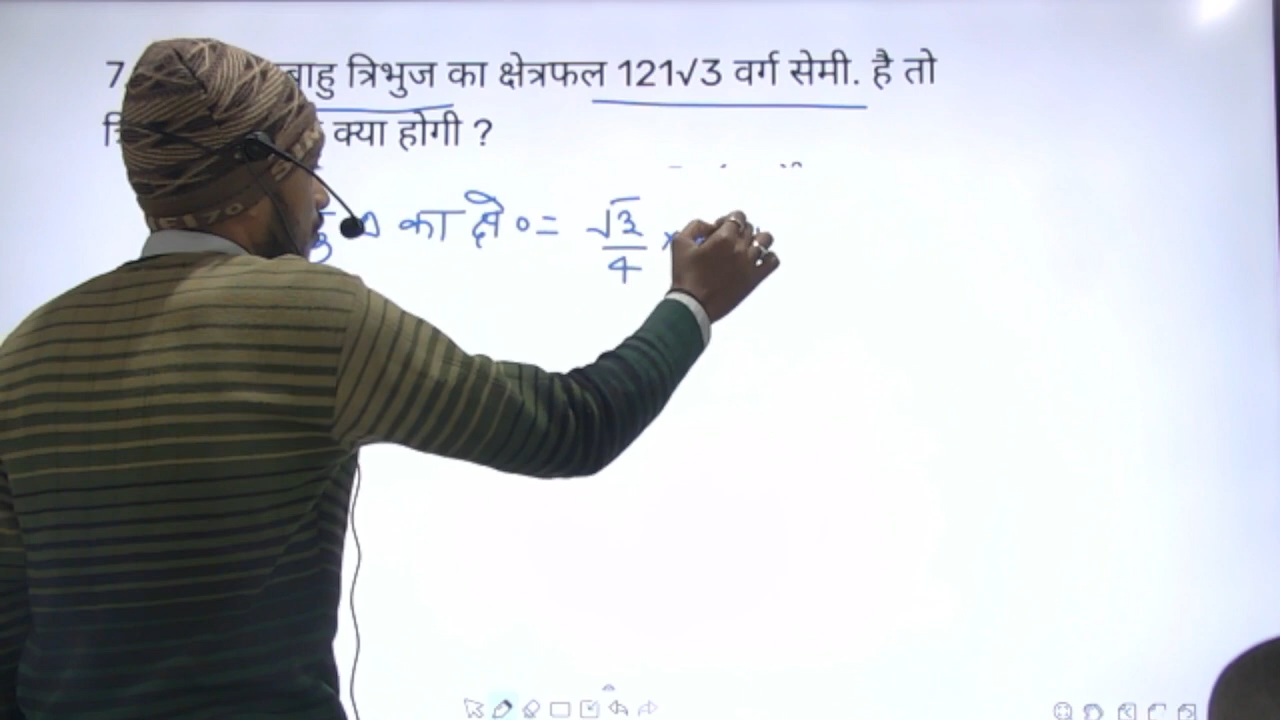 7 बाहु त्रिभुज का क्षेत्रफल 121√3 वर्ग सेमी. है तो
क्या होगी ?
का क्षे० = √3/4 ×